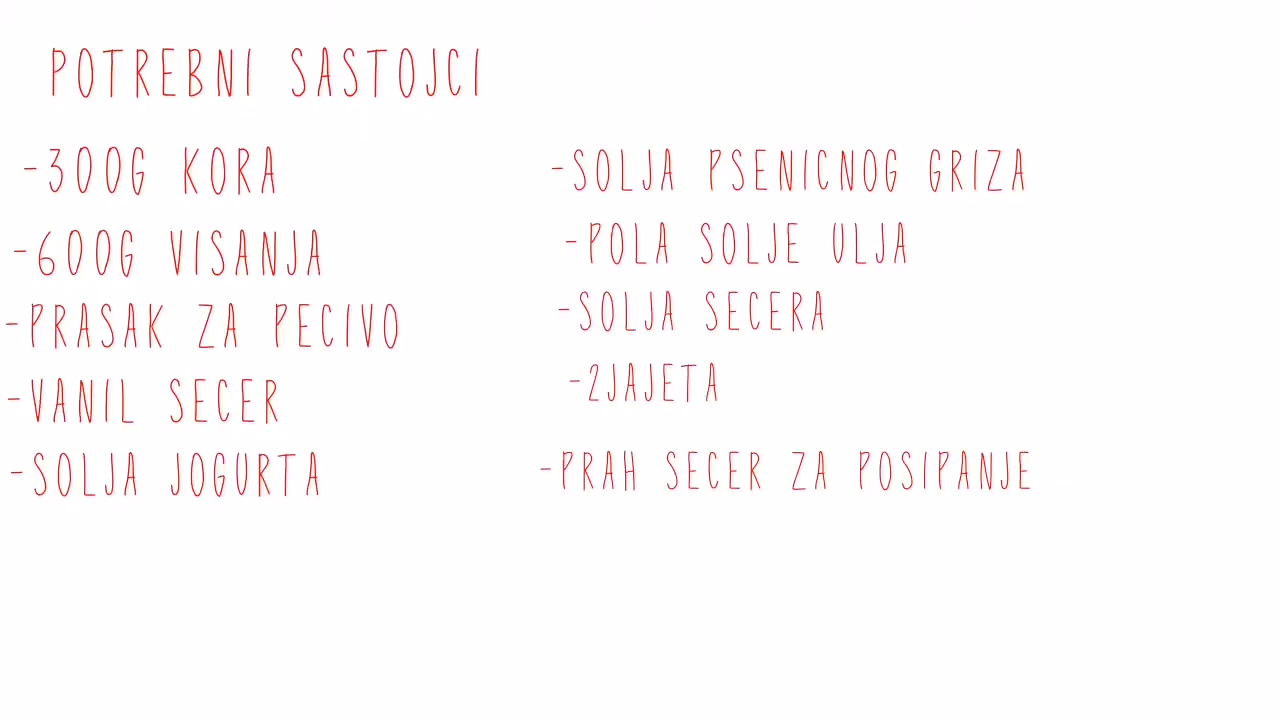 POTREBNI SASTOJCI
-300G KORA
-600G VISANJA
-PRASAK ZA PECIVO
-VANIL SECER
-SOLJA JOGURTA
-SOLJA PSENICNOG GRIZA
-POLA SOLJE ULJA
-SOLJA SECERA
-2JAJETA
-PRAH SECER ZA POSIPANJE